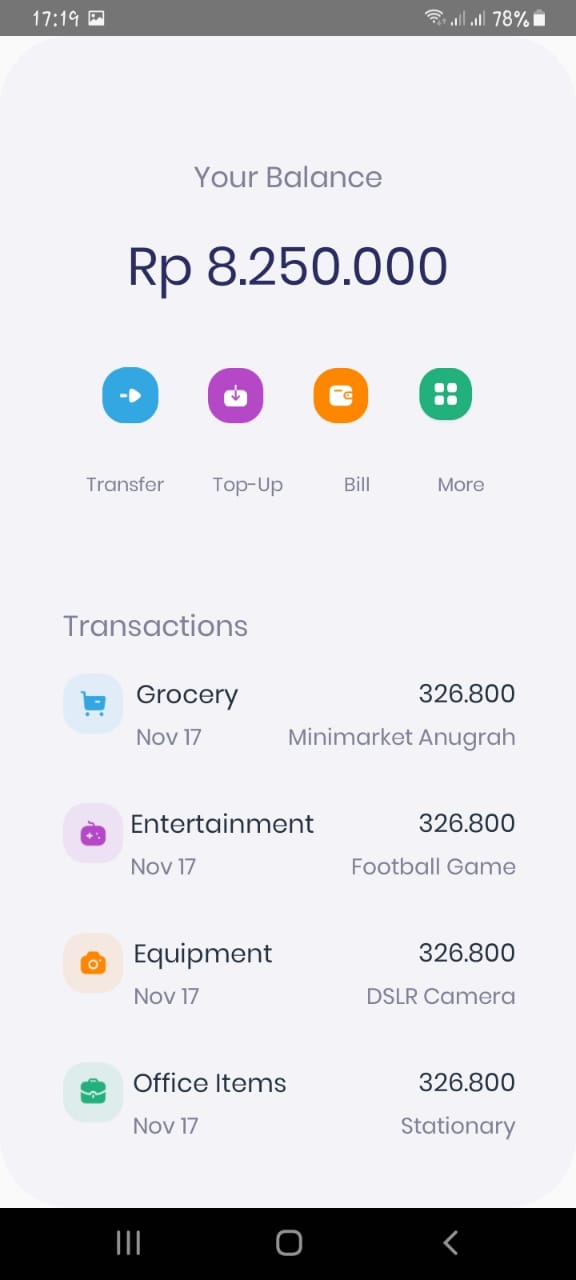 17:19 78%
Your Balance
Rp 8.250.000
Transfer Top-Up Bill More
Transactions
Grocery 326.800
Nov 17 Minimarket Anugrah
Entertainment 326.800
Nov 17 Football Game
Equipment 326.800
Nov 17 DSLR Camera
Office Items 326.800
Nov 17 Stationary